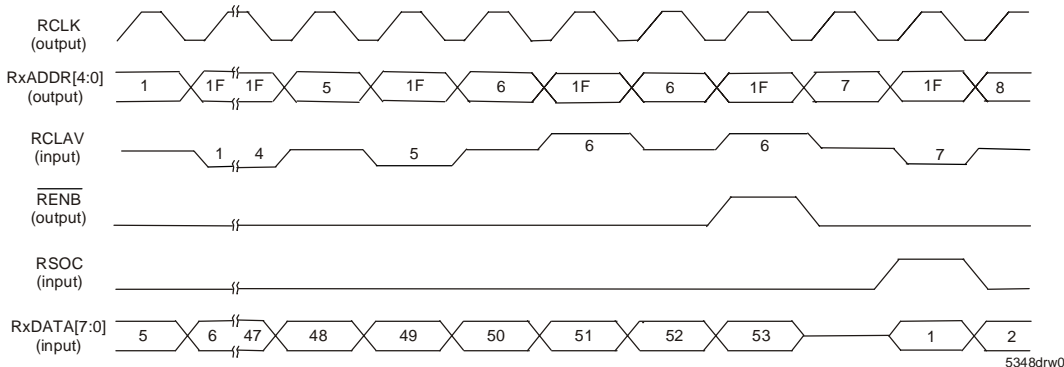 RCLK
(output)
RxADDR[4:0]
(output)
1 1F 1F 5 1F 6 1F 6 1F 7 1F 8
RCLAV
(input)
1 4 5 6 6 7
RENB
(output)
RSOC
(input)
RxDATA[7:0]
(input)
5 6 47 48 49 50 51 52 53 1 2
5348drw0